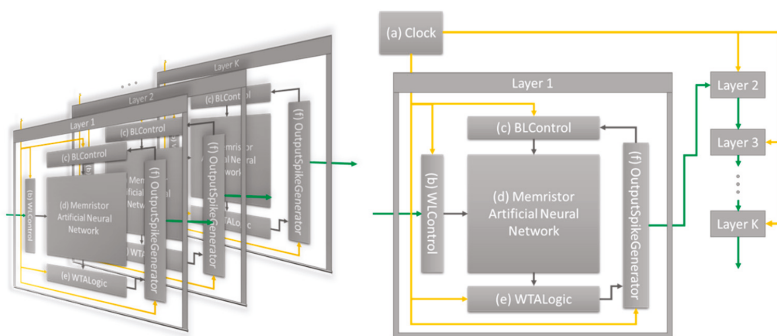 Layer K
Layer 2
Layer 1
(c) BLControl
(c) BLControl
(c) BLControl
(f) OutputSpikeGenerator
(f) OutputSpikeGenerator
(f) OutputSpikeGenerator
(b) WLControl
(d) Memristor
Artificial Neural
Network
(e) WTALogic
(a) Clock
Layer 1
(c) BLControl
(b) WLControl
(d) Memristor
Artificial Neural
Network
(f) OutputSpikeGenerator
(e) WTALogic
Layer 2
Layer 3
Layer K